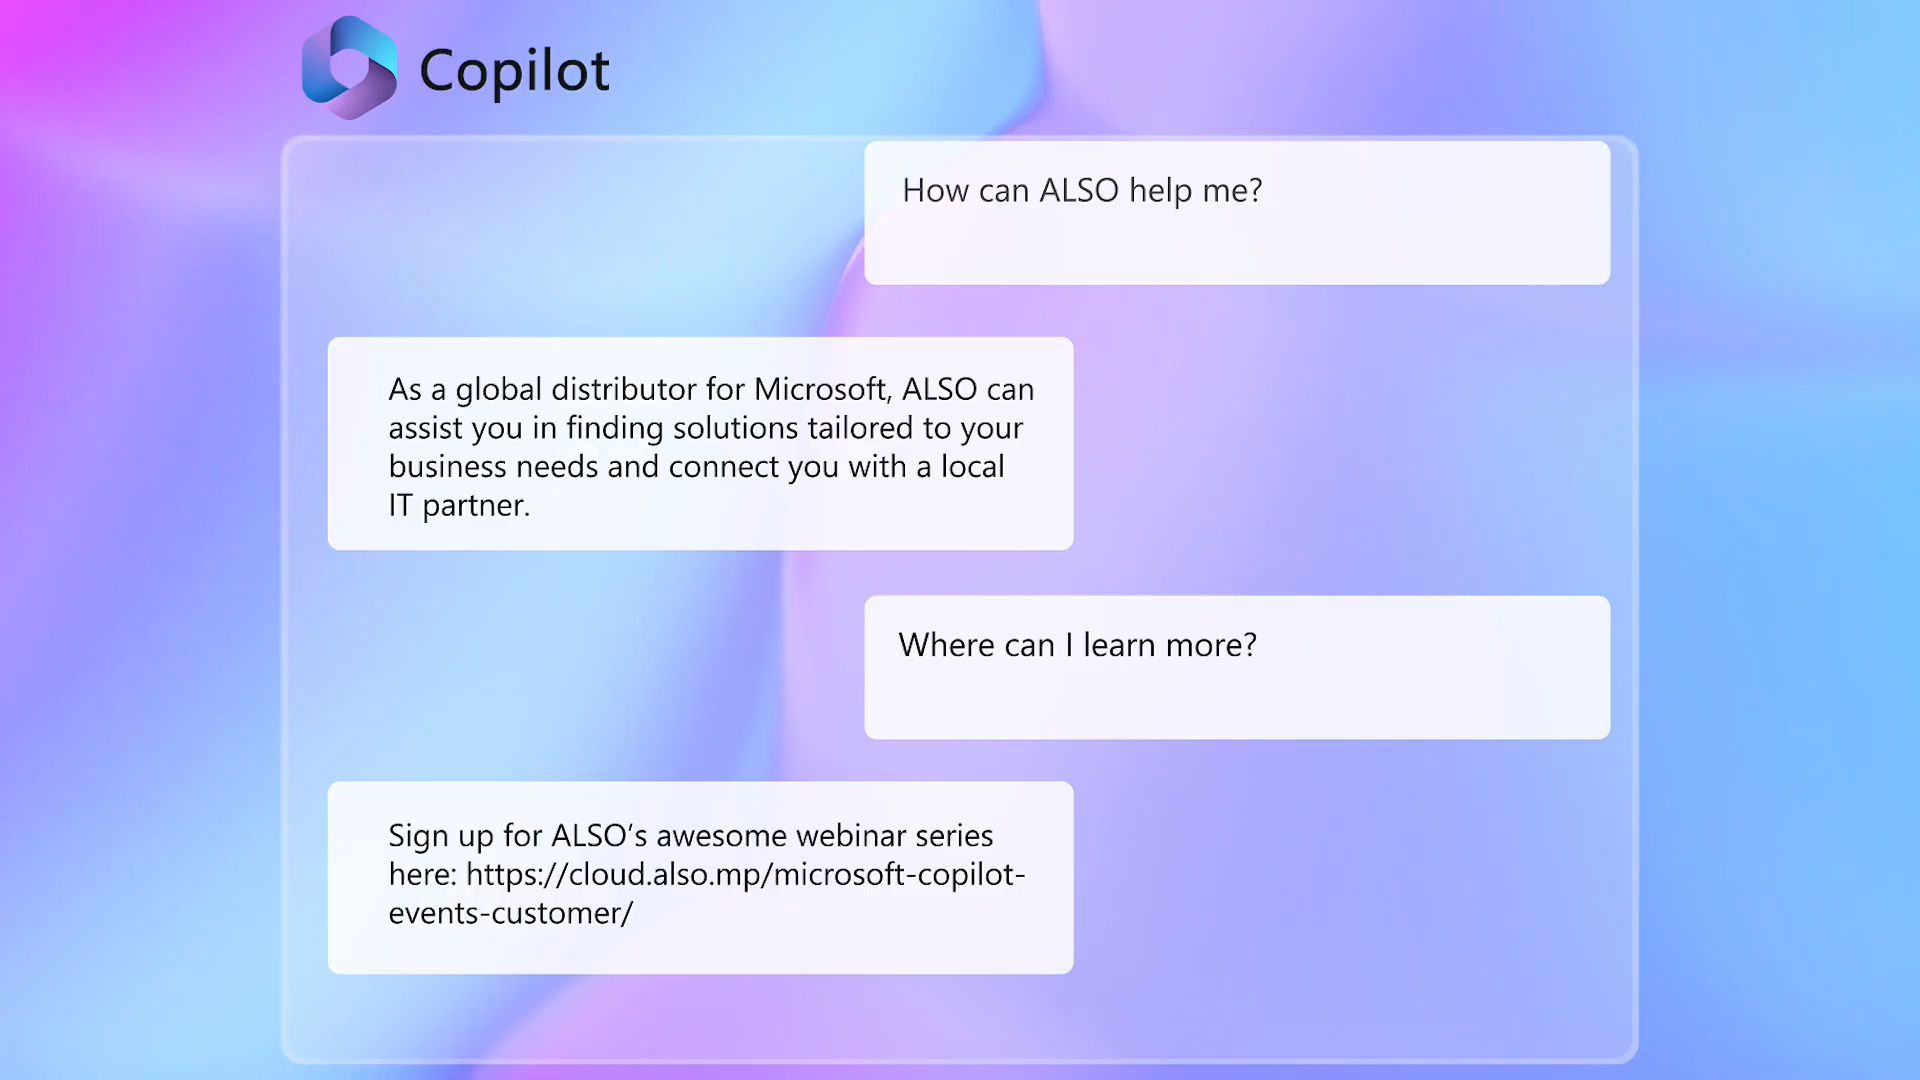 Copilot
How can ALSO help me?
As a global distributor for Microsoft, ALSO can
assist you in finding solutions tailored to your
business needs and connect you with a local
IT partner.
Where can I learn more?
Sign up for ALSO’s awesome webinar series
here: https://cloud.also.mp/microsoft-copilot-
events-customer/